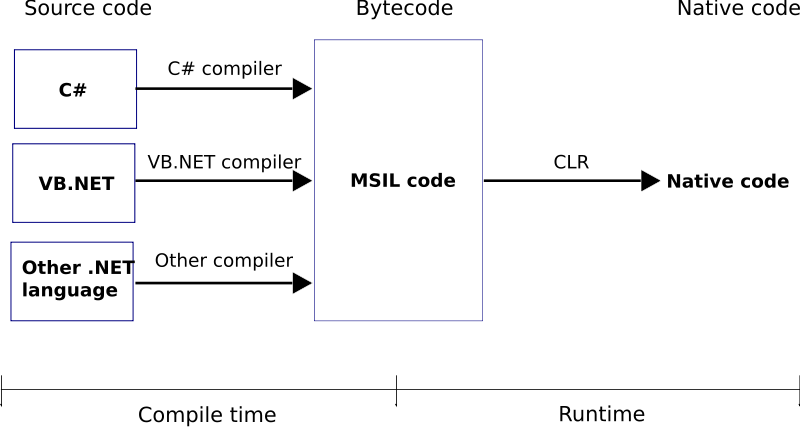 Source code
Bytecode
Native code
C#
C# compiler
VB.NET
VB.NET compiler
MSIL code
CLR
Native code
Other .NET
language
Other compiler
Compile time
Runtime